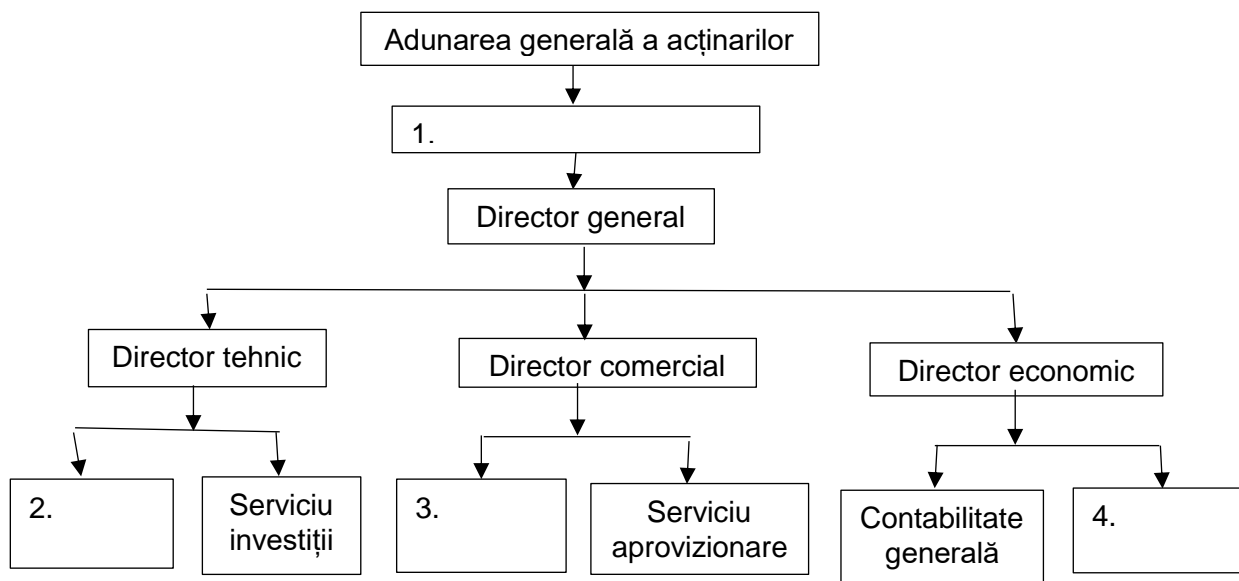 Adunarea generală a acținarilor
1.
Director general
Director tehnic
Director comercial
Director economic
2.
Serviciu
investiții
3.
Serviciu
aprovizionare
Contabilitate
generală
4.